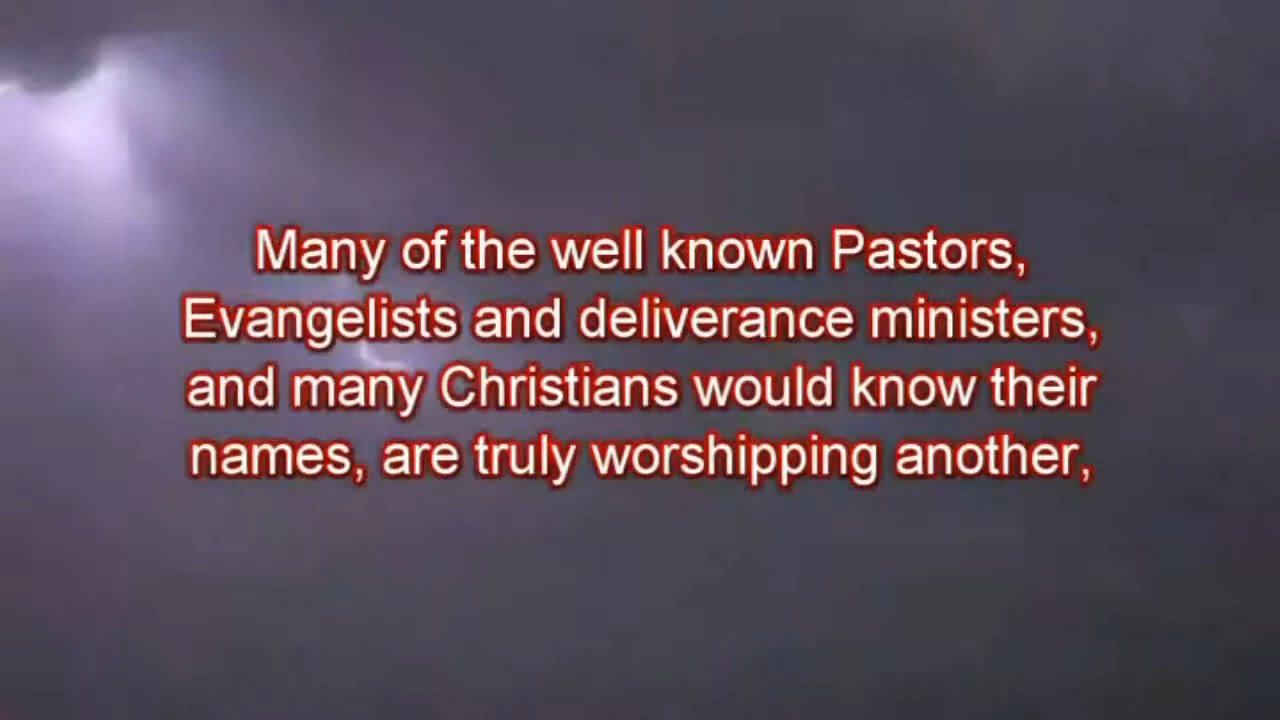 Many of the well known Pastors,
Evangelists and deliverance ministers,
and many Christians would know their
names, are truly worshipping another,